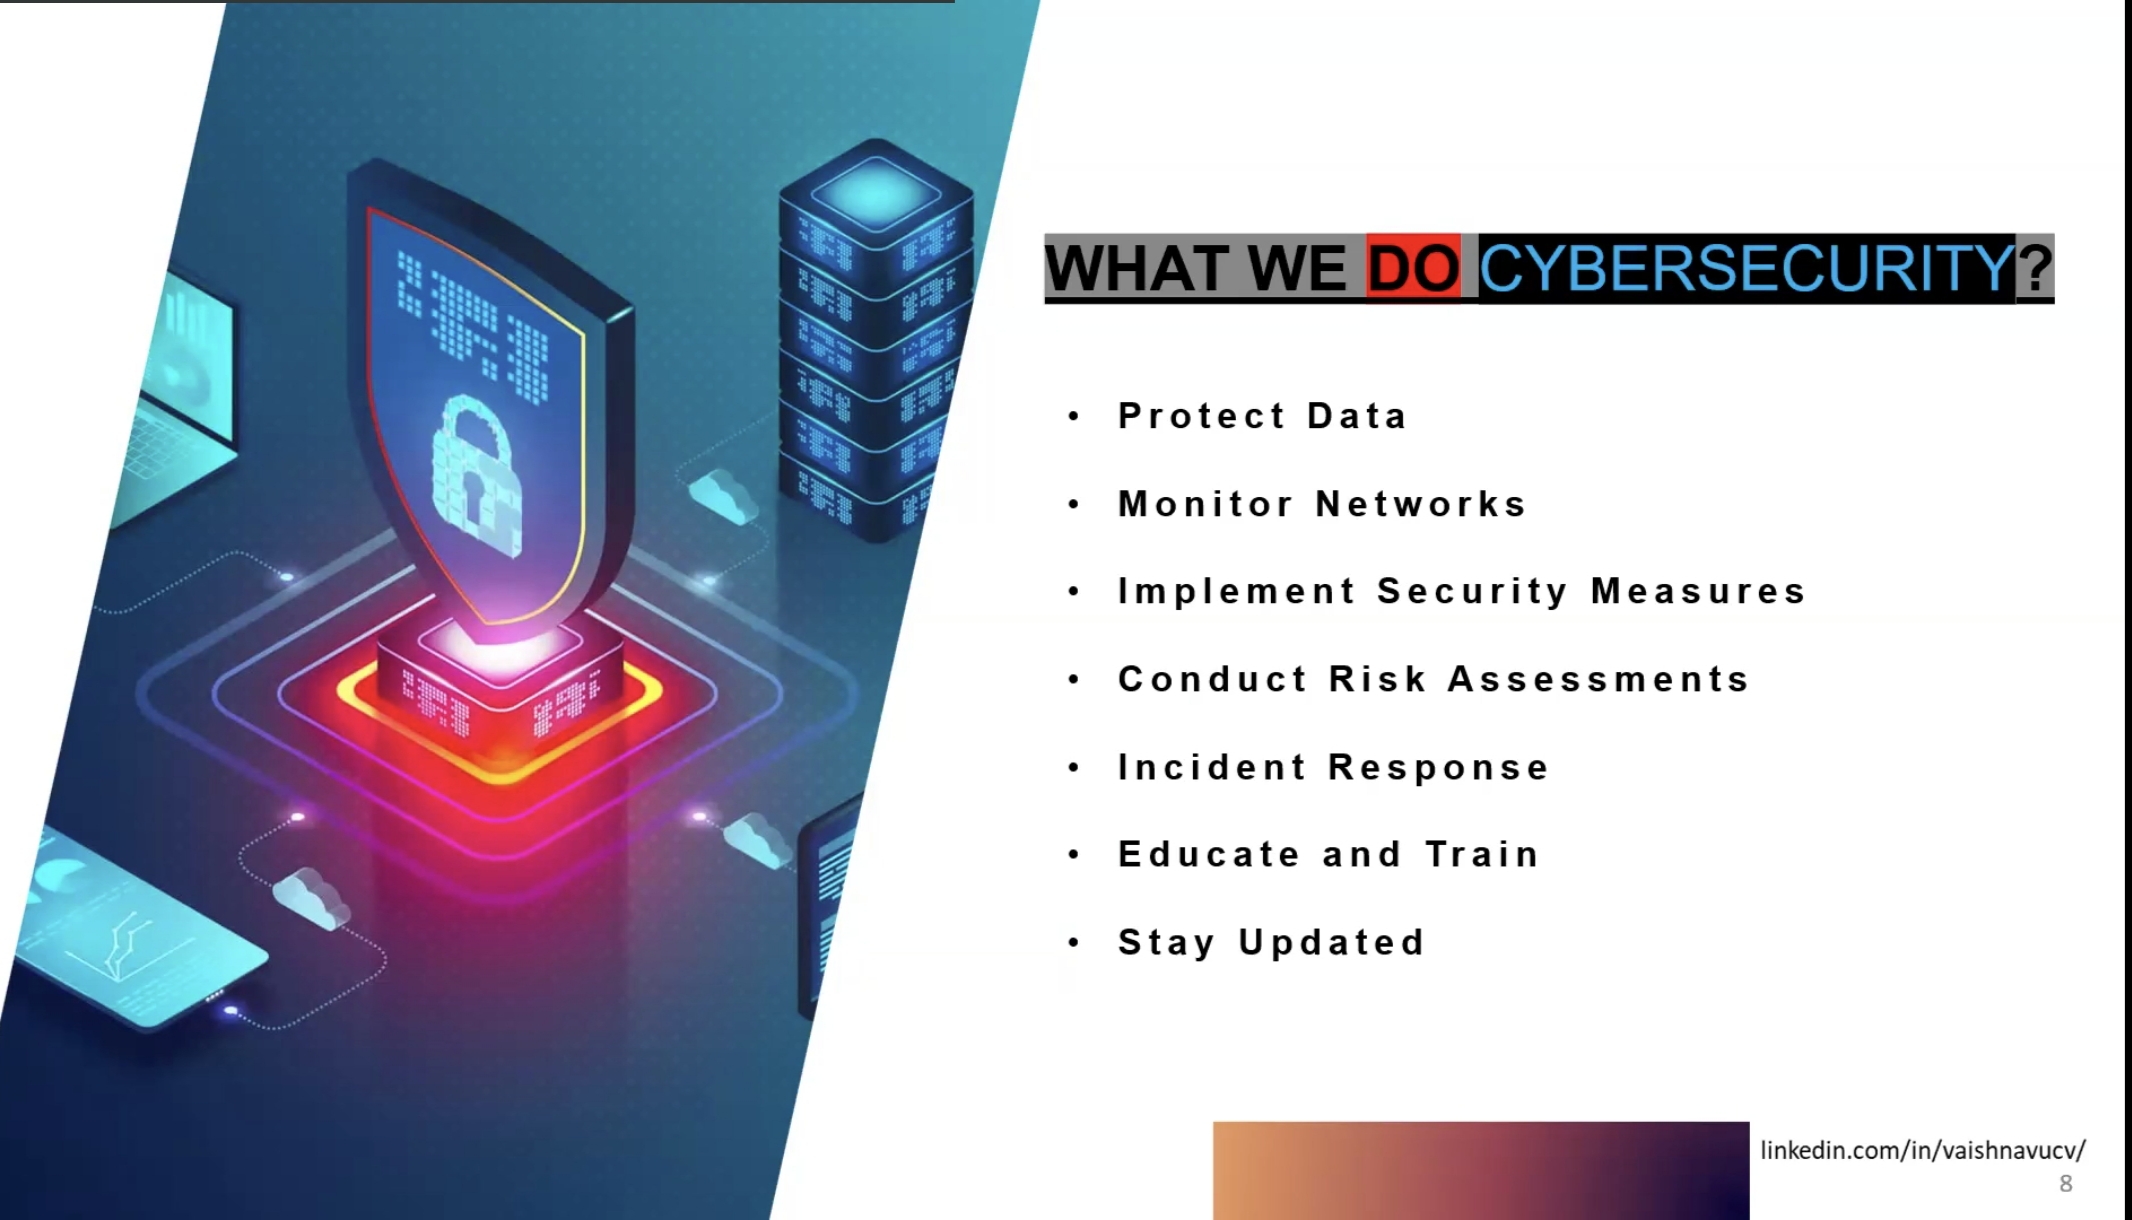 WHAT WE DO CYBERSECURITY?
• Protect Data
• Monitor Networks
• Implement Security Measures
• Conduct Risk Assessments
• Incident Response
• Educate and Train
• Stay Updated
linkedin.com/in/vaishnavucv/
8